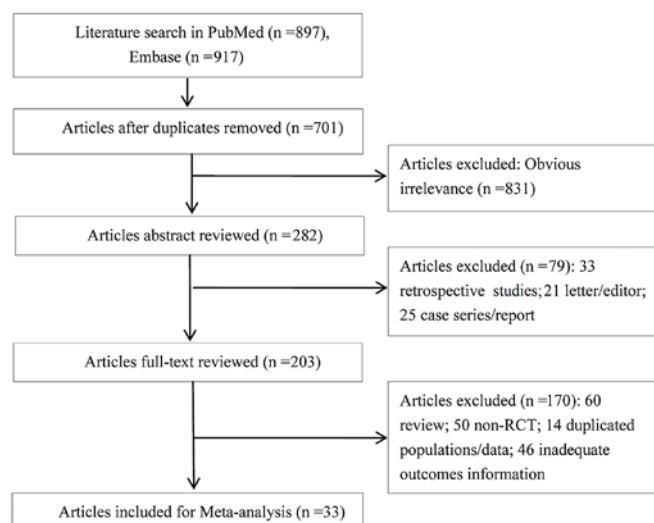 Literature search in PubMed (n =897),
Embase (n =917)
Articles after duplicates removed (n =701)
Articles excluded: Obvious
irrelevance (n =831)
Articles abstract reviewed (n =282)
Articles excluded (n =79): 33
retrospective studies;21 letter/editor;
25 case series/report
Articles full-text reviewed (n =203)
Articles excluded (n =170): 60
review; 50 non-RCT; 14 duplicated
populations/data; 46 inadequate
outcomes information
Articles included for Meta-analysis (n =33)